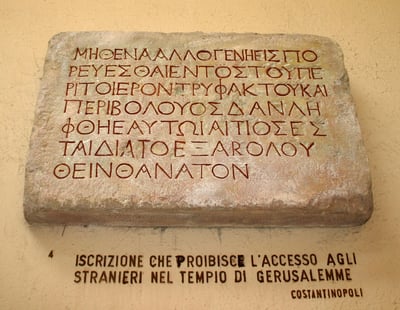 ΜΗΘΕΝΑΑΛΛΟΓΕΝΗΕΙΣΠΟ
ΡΕΥΕΣΘΑΙΕΝΤΟΣΤΟΥΠΕ
ΡΙΤΟΙΕΡΟΝΤΡΥΦΑΚΤΟΥΚΑΙ
ΠΕΡΙΒΟΛΟΥΟΣΔΑΝΛΗ
ΦΘΗΕΑΥΤΩΙΑΙΤΙΟΣΕΣ
ΤΑΙΔΙΑΤΟΕΞΑΚΟΛΟΥ
ΘΕΙΝΘΑΝΑΤΟΝ
4
ISCRIZIONE CHE PROIBISCE L'ACCESSO AGLI
STRANIERI NEL TEMPIO DI GERUSALEMME
COSTANTINOPOLI